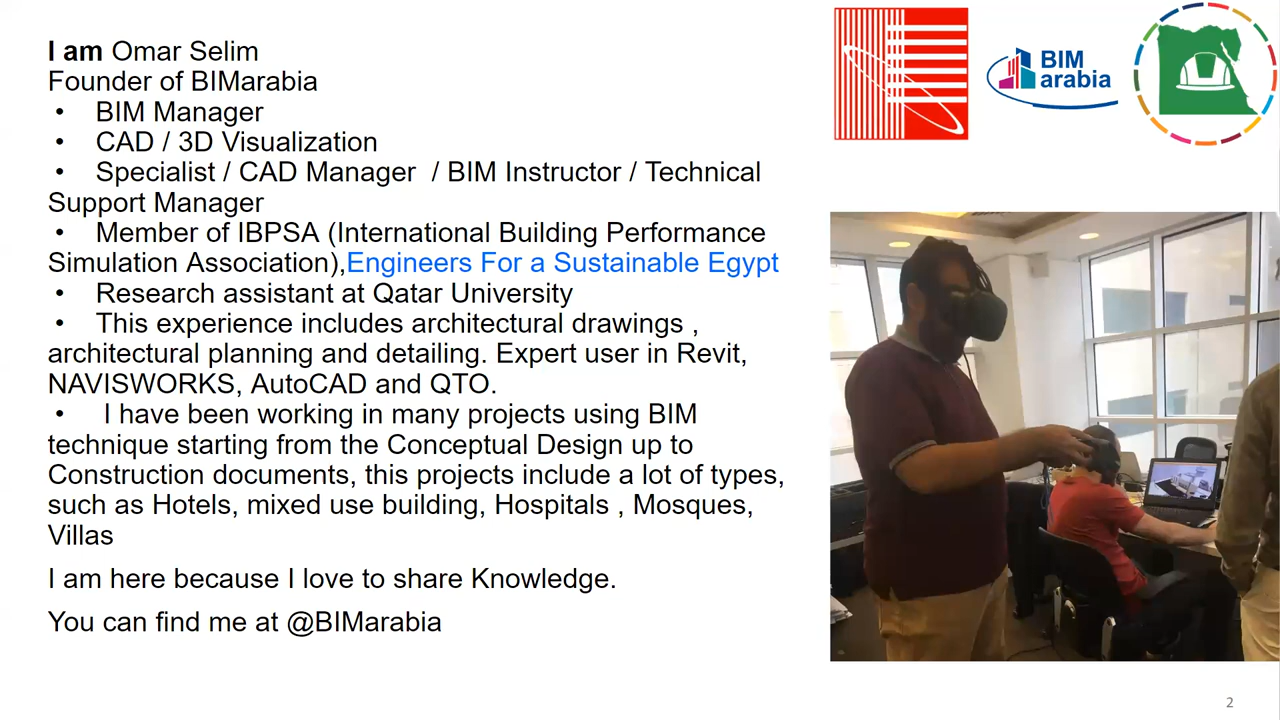 I am Omar Selim
Founder of BIMarabia
• BIM Manager
• CAD / 3D Visualization
• Specialist / CAD Manager / BIM Instructor / Technical
Support Manager
• Member of IBPSA (International Building Performance
Simulation Association),Engineers For a Sustainable Egypt
• Research assistant at Qatar University
• This experience includes architectural drawings ,
architectural planning and detailing. Expert user in Revit,
NAVISWORKS, AutoCAD and QTO.
• I have been working in many projects using BIM
technique starting from the Conceptual Design up to
Construction documents, this projects include a lot of types,
such as Hotels, mixed use building, Hospitals , Mosques,
Villas
I am here because I love to share Knowledge.
You can find me at @BIMarabia
BIM
arabia
2